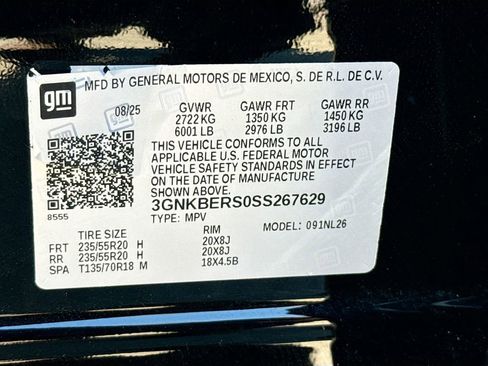 gm
MFD BY GENERAL MOTORS DE MEXICO, S. DE R.L. DE C.V.
08/25 GVWR GAWR FRT GAWR RR
2722 KG 1350 KG 1450 KG
6001 LB 2976 LB 3196 LB
THIS VEHICLE CONFORMS TO ALL
APPLICABLE U.S. FEDERAL MOTOR
VEHICLE SAFETY STANDARDS IN EFFECT
ON THE DATE OF MANUFACTURE
SHOWN ABOVE.
3GNKBERS0SS267629
8555 TYPE: MPV MODEL: 091NL26
TIRE SIZE RIM
FRT 235/55R20 H 20X8J
RR 235/55R20 H 20X8J
SPA T135/70R18 M 18X4.5B